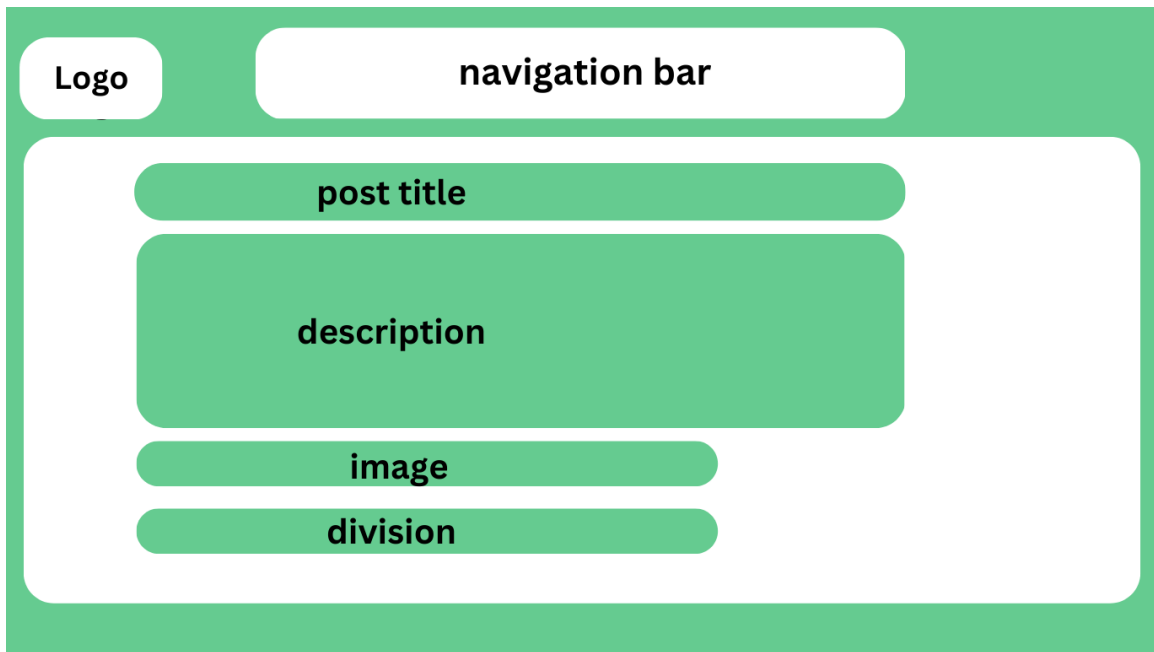 Logo
navigation bar
post title
description
image
division